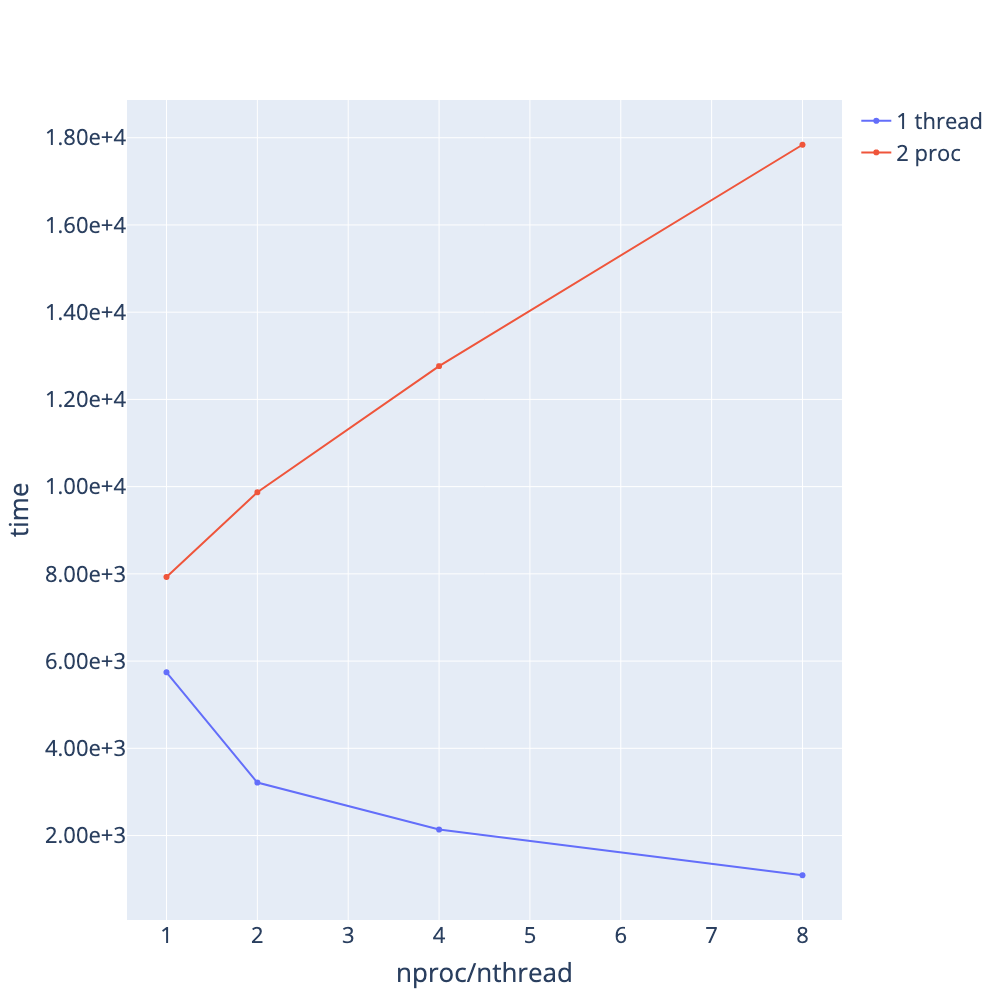 1.80e+4
1.60e+4
1.40e+4
1.20e+4
1.00e+4
8.00e+3
6.00e+3
4.00e+3
2.00e+3
time
1 2 3 4 5 6 7 8
nproc/nthread
1 thread
2 proc